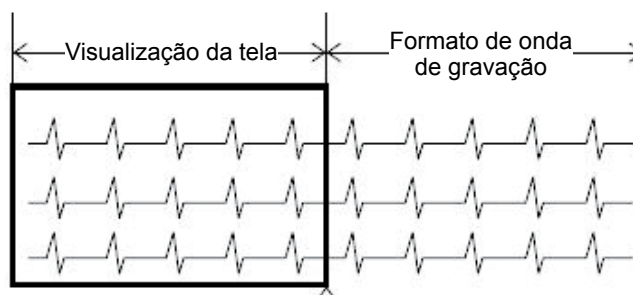 Visualização da tela
Formato de onda
de gravação